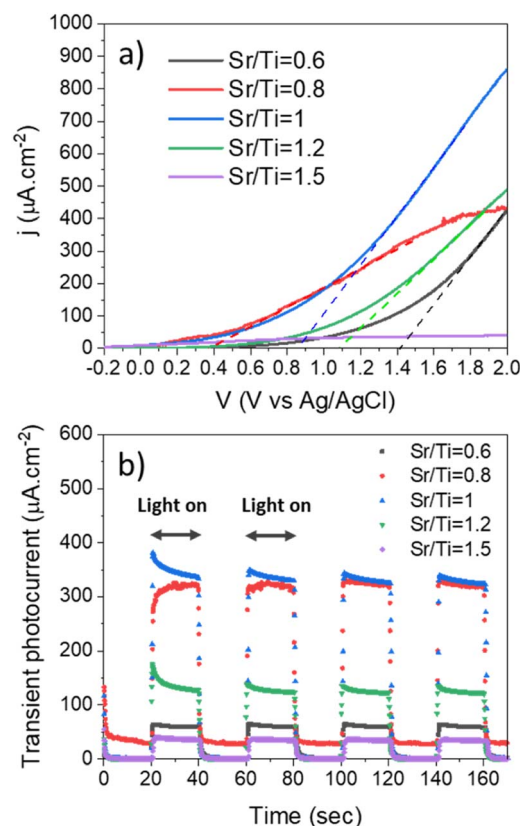 a)
Sr/Ti=0.6
Sr/Ti=0.8
Sr/Ti=1
Sr/Ti=1.2
Sr/Ti=1.5
1000
900
800
700
600
500
400
300
200
100
0
j (μA.cm⁻²)
-0.2 0.0 0.2 0.4 0.6 0.8 1.0 1.2 1.4 1.6 1.8 2.0
V (V vs Ag/AgCl)
b)
Sr/Ti=0.6
Sr/Ti=0.8
Sr/Ti=1
Sr/Ti=1.2
Sr/Ti=1.5
Light on
Light on
600
500
400
300
200
100
0
Transient photocurrent (μA.cm⁻²)
0 20 40 60 80 100 120 140 160
Time (sec)